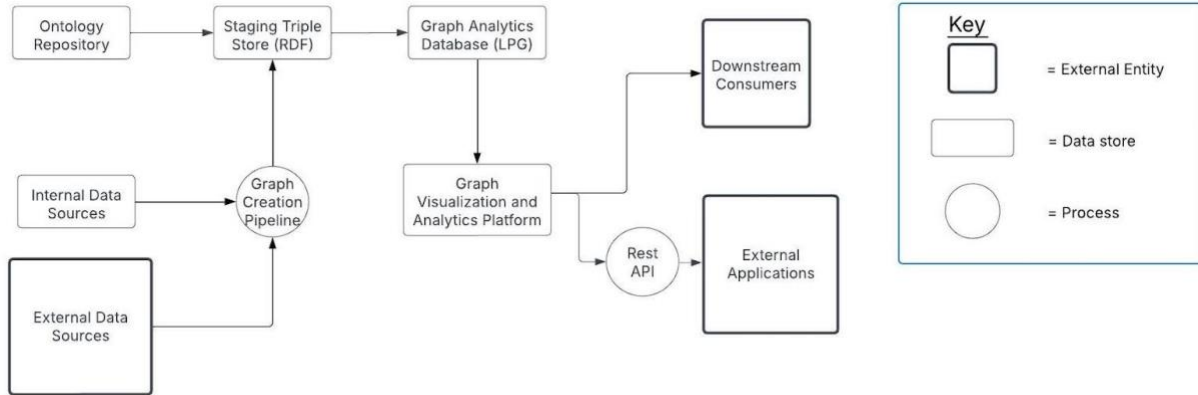 Ontology
Repository
Staging Triple
Store (RDF)
Graph Analytics
Database (LPG)
Downstream
Consumers
Internal Data
Sources
Graph
Creation
Pipeline
Graph
Visualization and
Analytics Platform
External Data
Sources
Rest
API
External
Applications
Key
= External Entity
= Data store
= Process